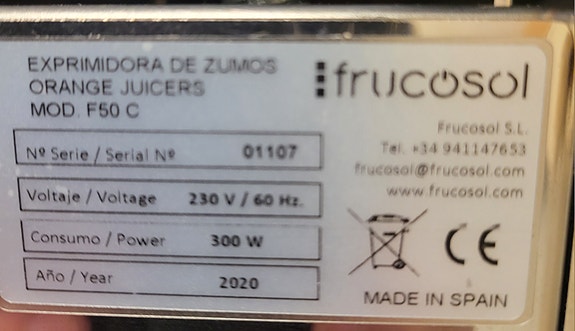 EXPRIMIDORA DE ZUMOS
ORANGE JUICERS
MOD. F50 C
frucosol
Frucosol S.L.
Tel. +34 941147653
frucosol@frucosol.com
www.frucosol.com
Nº Serie / Serial Nº 01107
Voltaje / Voltage 230 V / 60 Hz.
Consumo / Power 300 W
Año / Year 2020
CE
MADE IN SPAIN